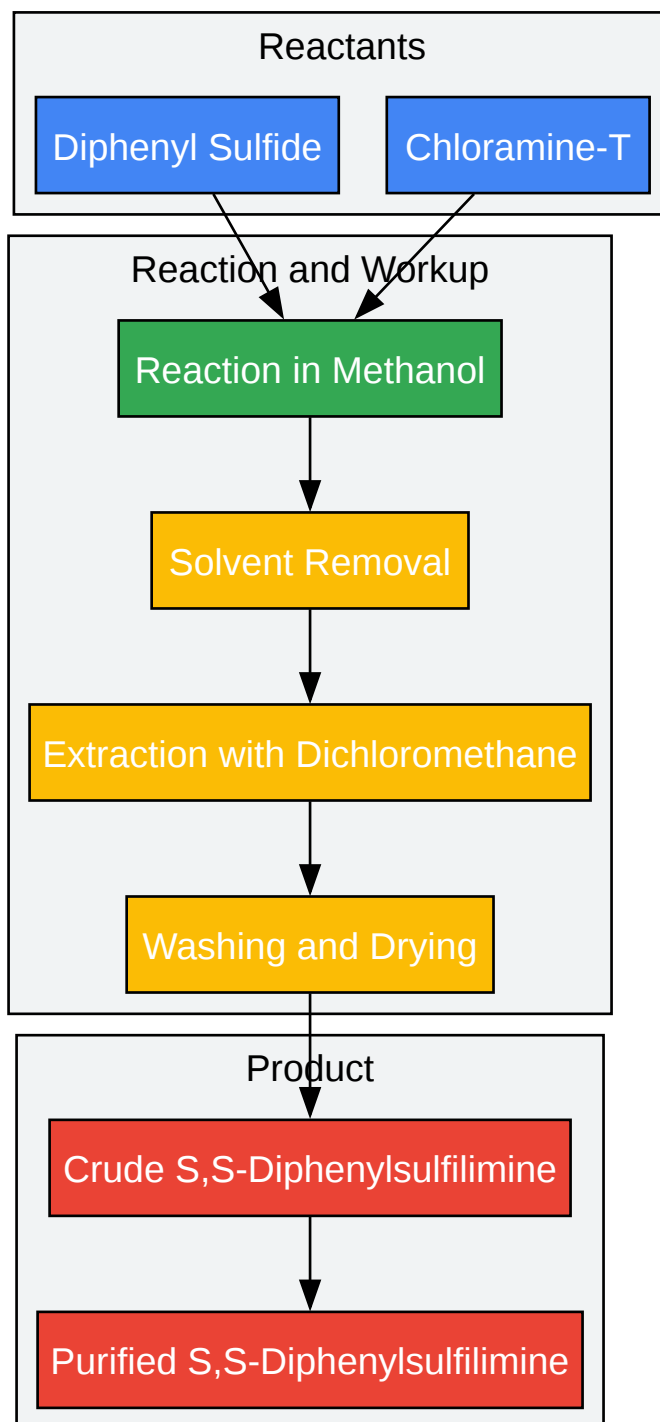 Reactants
Diphenyl Sulfide
Chloramine-T
Reaction and Workup
Reaction in Methanol
Solvent Removal
Extraction with Dichloromethane
Washing and Drying
Product
Crude S,S-Diphenylsulfilimine
Purified S,S-Diphenylsulfilimine